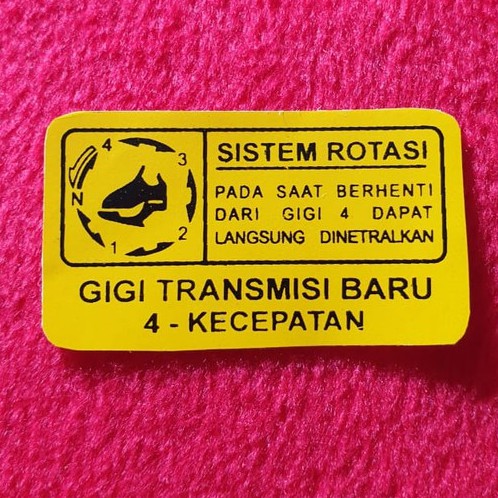 4
3
N
1
2
SISTEM ROTASI
PADA SAAT BERHENTI
DARI GIGI 4 DAPAT
LANGSUNG DINETRALKAN
GIGI TRANSMISI BARU
4 - KECEPATAN